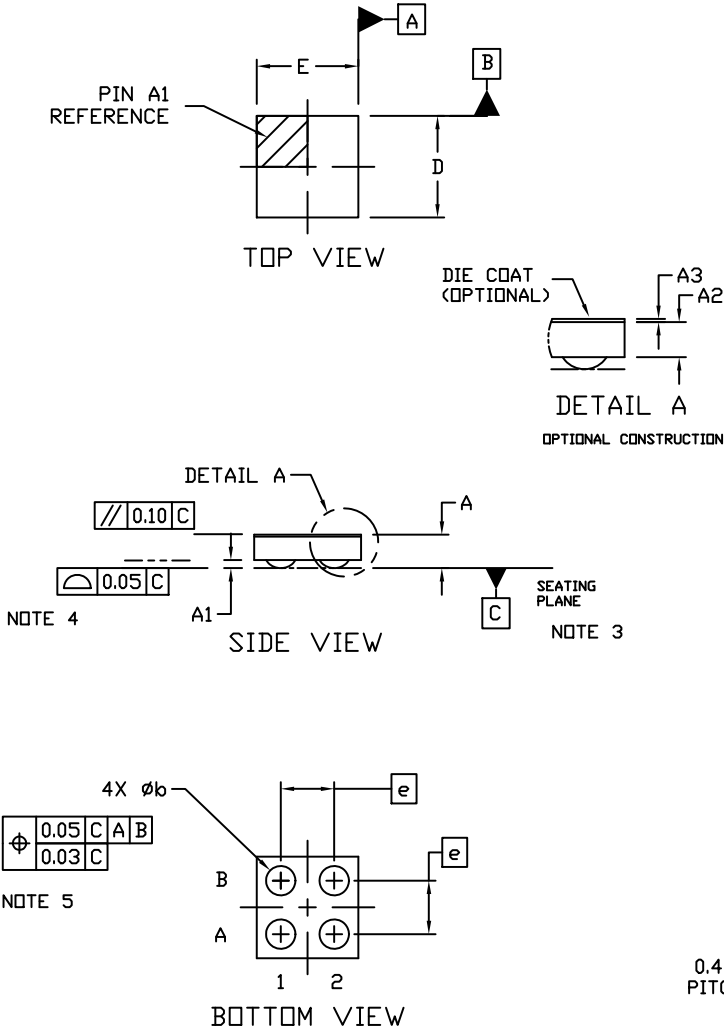 A
E
B
PIN A1
REFERENCE
D
TOP VIEW
DIE COAT
(OPTIONAL)
A3
A2
DETAIL A
OPTIONAL CONSTRUCTION
DETAIL A
A
// 0.10 C
⌓ 0.05 C
A1
SEATING
PLANE
C
NOTE 4
NOTE 3
SIDE VIEW
4X Øb
e
⌖ 0.05 C A B
0.03 C
e
B
NOTE 5
A
1 2
0.4
BOTTOM VIEW